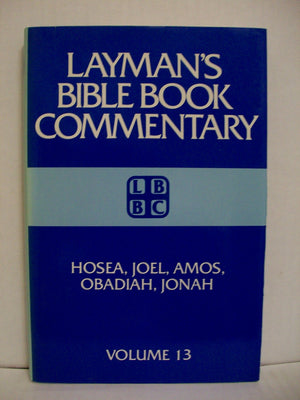 LAYMAN'S
BIBLE BOOK
COMMENTARY
L B
B C
HOSEA, JOEL, AMOS,
OBADIAH, JONAH
VOLUME 13